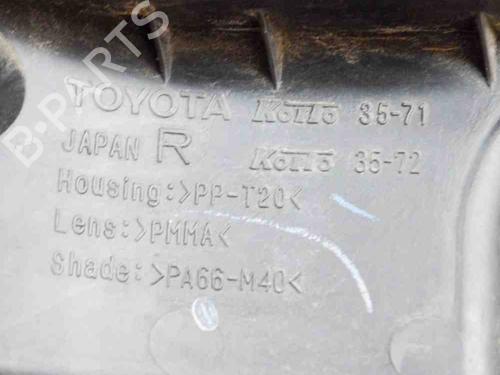 TOYOTA KOITO 35-71
JAPAN R KOITO 35-72
Housing:>PP-T20<
Lens:>PMMA<
Shade:>PA66-M40<
B-PARTS